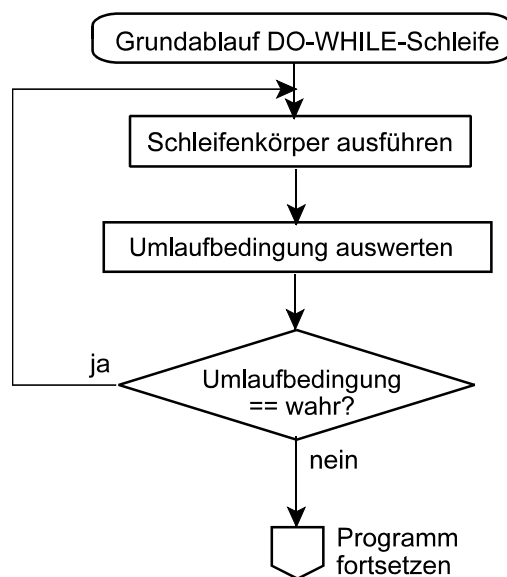 Grundablauf DO-WHILE-Schleife
Schleifenkörper ausführen
Umlaufbedingung auswerten
ja
Umlaufbedingung
== wahr?
nein
Programm
fortsetzen